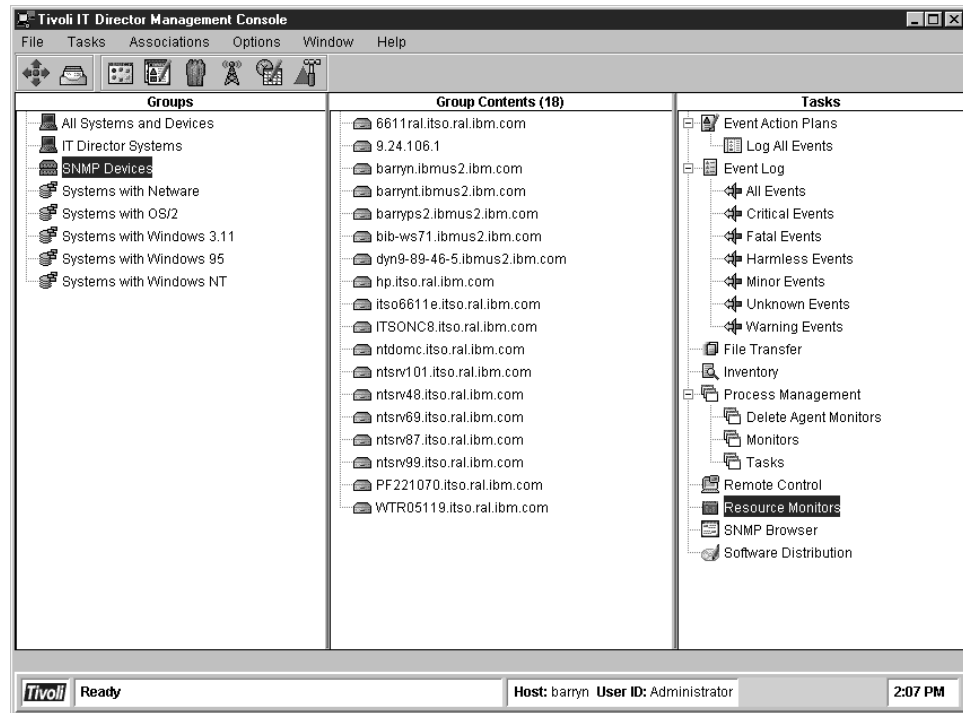 Tivoli IT Director Management Console
File Tasks Associations Options Window Help
Groups
All Systems and Devices
IT Director Systems
SNMP Devices
Systems with Netware
Systems with OS/2
Systems with Windows 3.11
Systems with Windows 95
Systems with Windows NT
Group Contents (18)
6611ral.itso.ral.ibm.com
9.24.106.1
barryn.ibmus2.ibm.com
barrynt.ibmus2.ibm.com
barryps2.ibmus2.ibm.com
bib-ws71.ibmus2.ibm.com
dyn9-89-46-5.ibmus2.ibm.com
hp.itso.ral.ibm.com
itso6611e.itso.ral.ibm.com
ITSONC8.itso.ral.ibm.com
ntdomc.itso.ral.ibm.com
ntsrv101.itso.ral.ibm.com
ntsrv48.itso.ral.ibm.com
ntsrv69.itso.ral.ibm.com
ntsrv87.itso.ral.ibm.com
ntsrv99.itso.ral.ibm.com
PF221070.itso.ral.ibm.com
WTR05119.itso.ral.ibm.com
Tasks
Event Action Plans
Log All Events
Event Log
All Events
Critical Events
Fatal Events
Harmless Events
Minor Events
Unknown Events
Warning Events
File Transfer
Inventory
Process Management
Delete Agent Monitors
Monitors
Tasks
Remote Control
Resource Monitors
SNMP Browser
Software Distribution
Tivoli Ready Host: barryn User ID: Administrator 2:07 PM